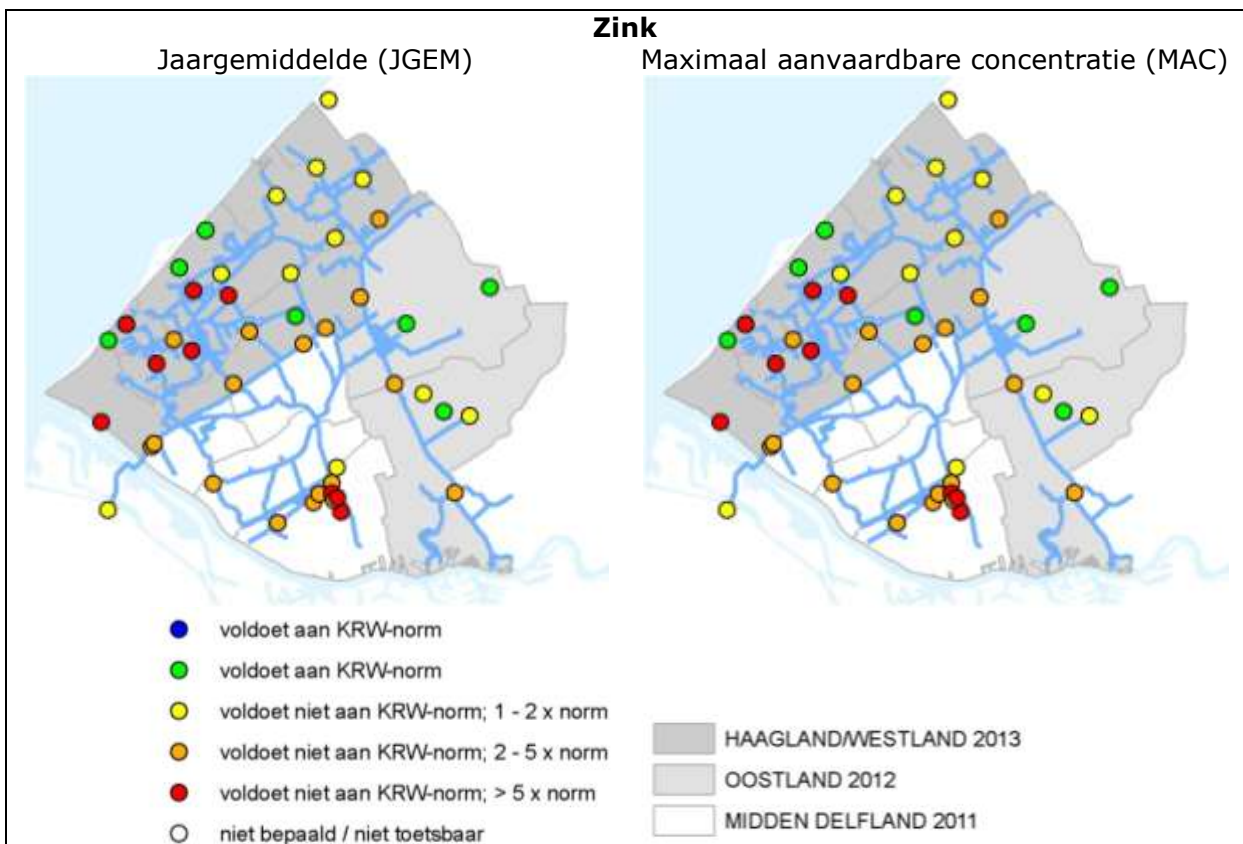 Zink
Jaargemiddelde (JGEM)
Maximaal aanvaardbare concentratie (MAC)
voldoet aan KRW-norm
voldoet aan KRW-norm
voldoet niet aan KRW-norm; 1 - 2 x norm
voldoet niet aan KRW-norm; 2 - 5 x norm
voldoet niet aan KRW-norm; > 5 x norm
niet bepaald / niet toetsbaar
HAAGLAND/WESTLAND 2013
OOSTLAND 2012
MIDDEN DELFLAND 2011